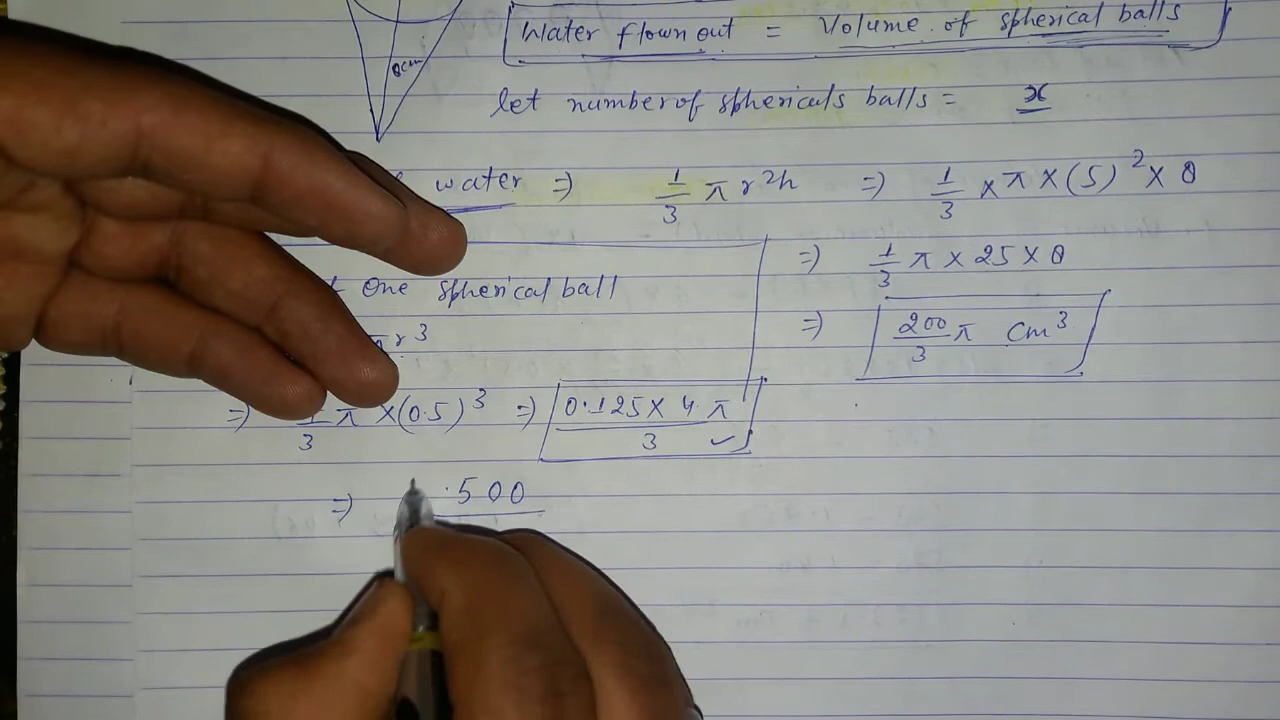 Water flown out = Volume of spherical balls
8cm
let number of sphericals balls = x
water => 1/3 π r²h => 1/3 × π × (5)² × 8
=> 1/3 π × 25 × 8
One spherical ball
=> 200/3 π cm³
πr³
=> /3 π × (0.5)³ => 0.125 × 4 π / 3
=> .500